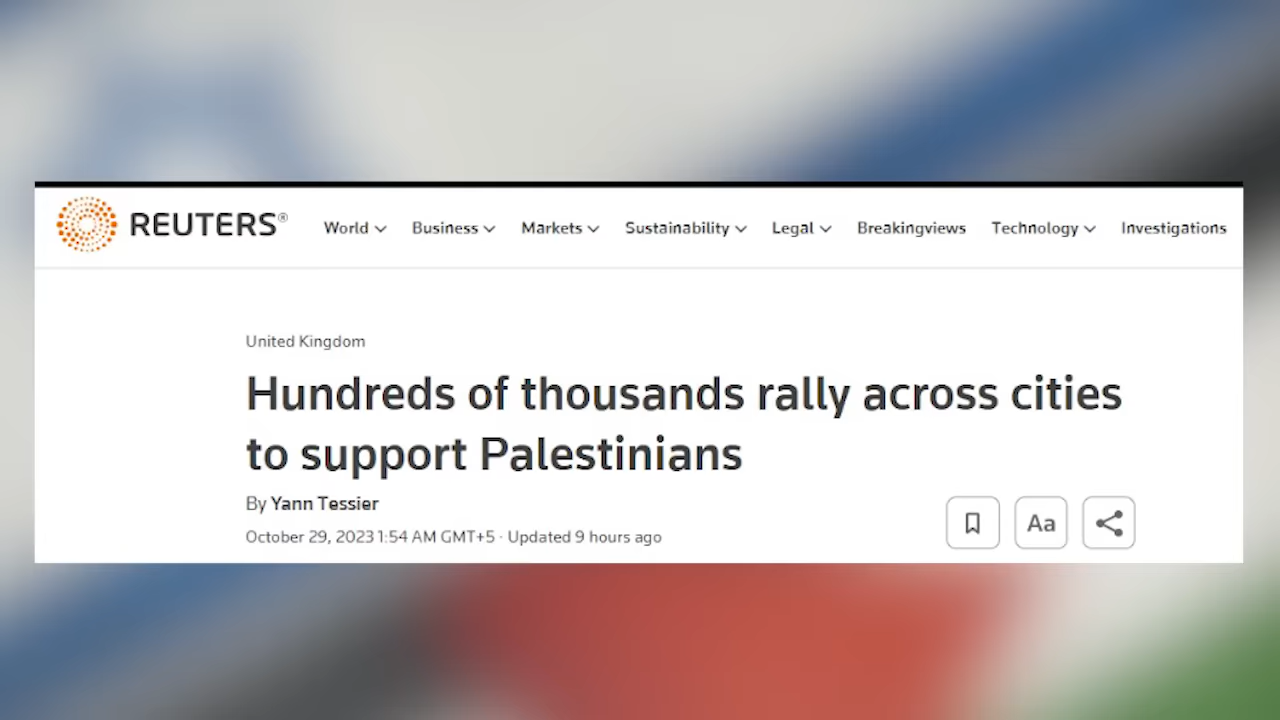 REUTERS®
World Business Markets Sustainability Legal Breakingviews Technology Investigations
United Kingdom
Hundreds of thousands rally across cities
to support Palestinians
By Yann Tessier
October 29, 2023 1:54 AM GMT+5 · Updated 9 hours ago
Aa